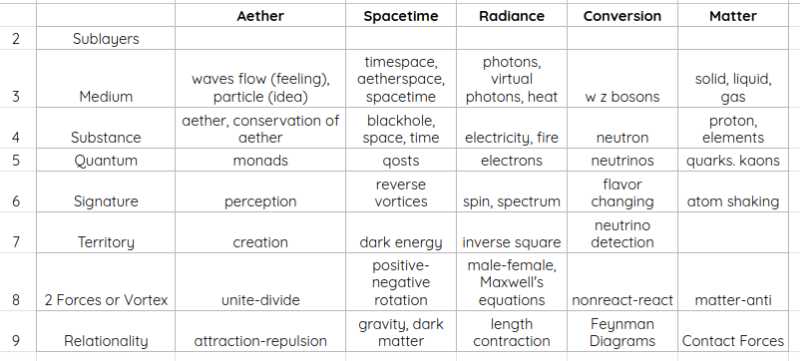 Aether Spacetime Radiance Conversion Matter
2 Sublayers
3 Medium
waves flow (feeling),
particle (idea)
timespace,
aetherspace,
spacetime
photons,
virtual
photons, heat
w z bosons
solid, liquid,
gas
4 Substance
aether, conservation of
aether
blackhole,
space, time
electricity, fire
neutron
proton,
elements
5 Quantum monads qosts electrons neutrinos quarks. kaons
6 Signature
perception
reverse
vortices
spin, spectrum
flavor
changing
atom shaking
7 Territory
creation
dark energy
inverse square
neutrino
detection
8 2 Forces or Vortex
unite-divide
positive-
negative
rotation
male-female,
Maxwell's
equations
nonreact-react
matter-anti
9 Relationality
attraction-repulsion
gravity, dark
matter
length
contraction
Feynman
Diagrams
Contact Forces